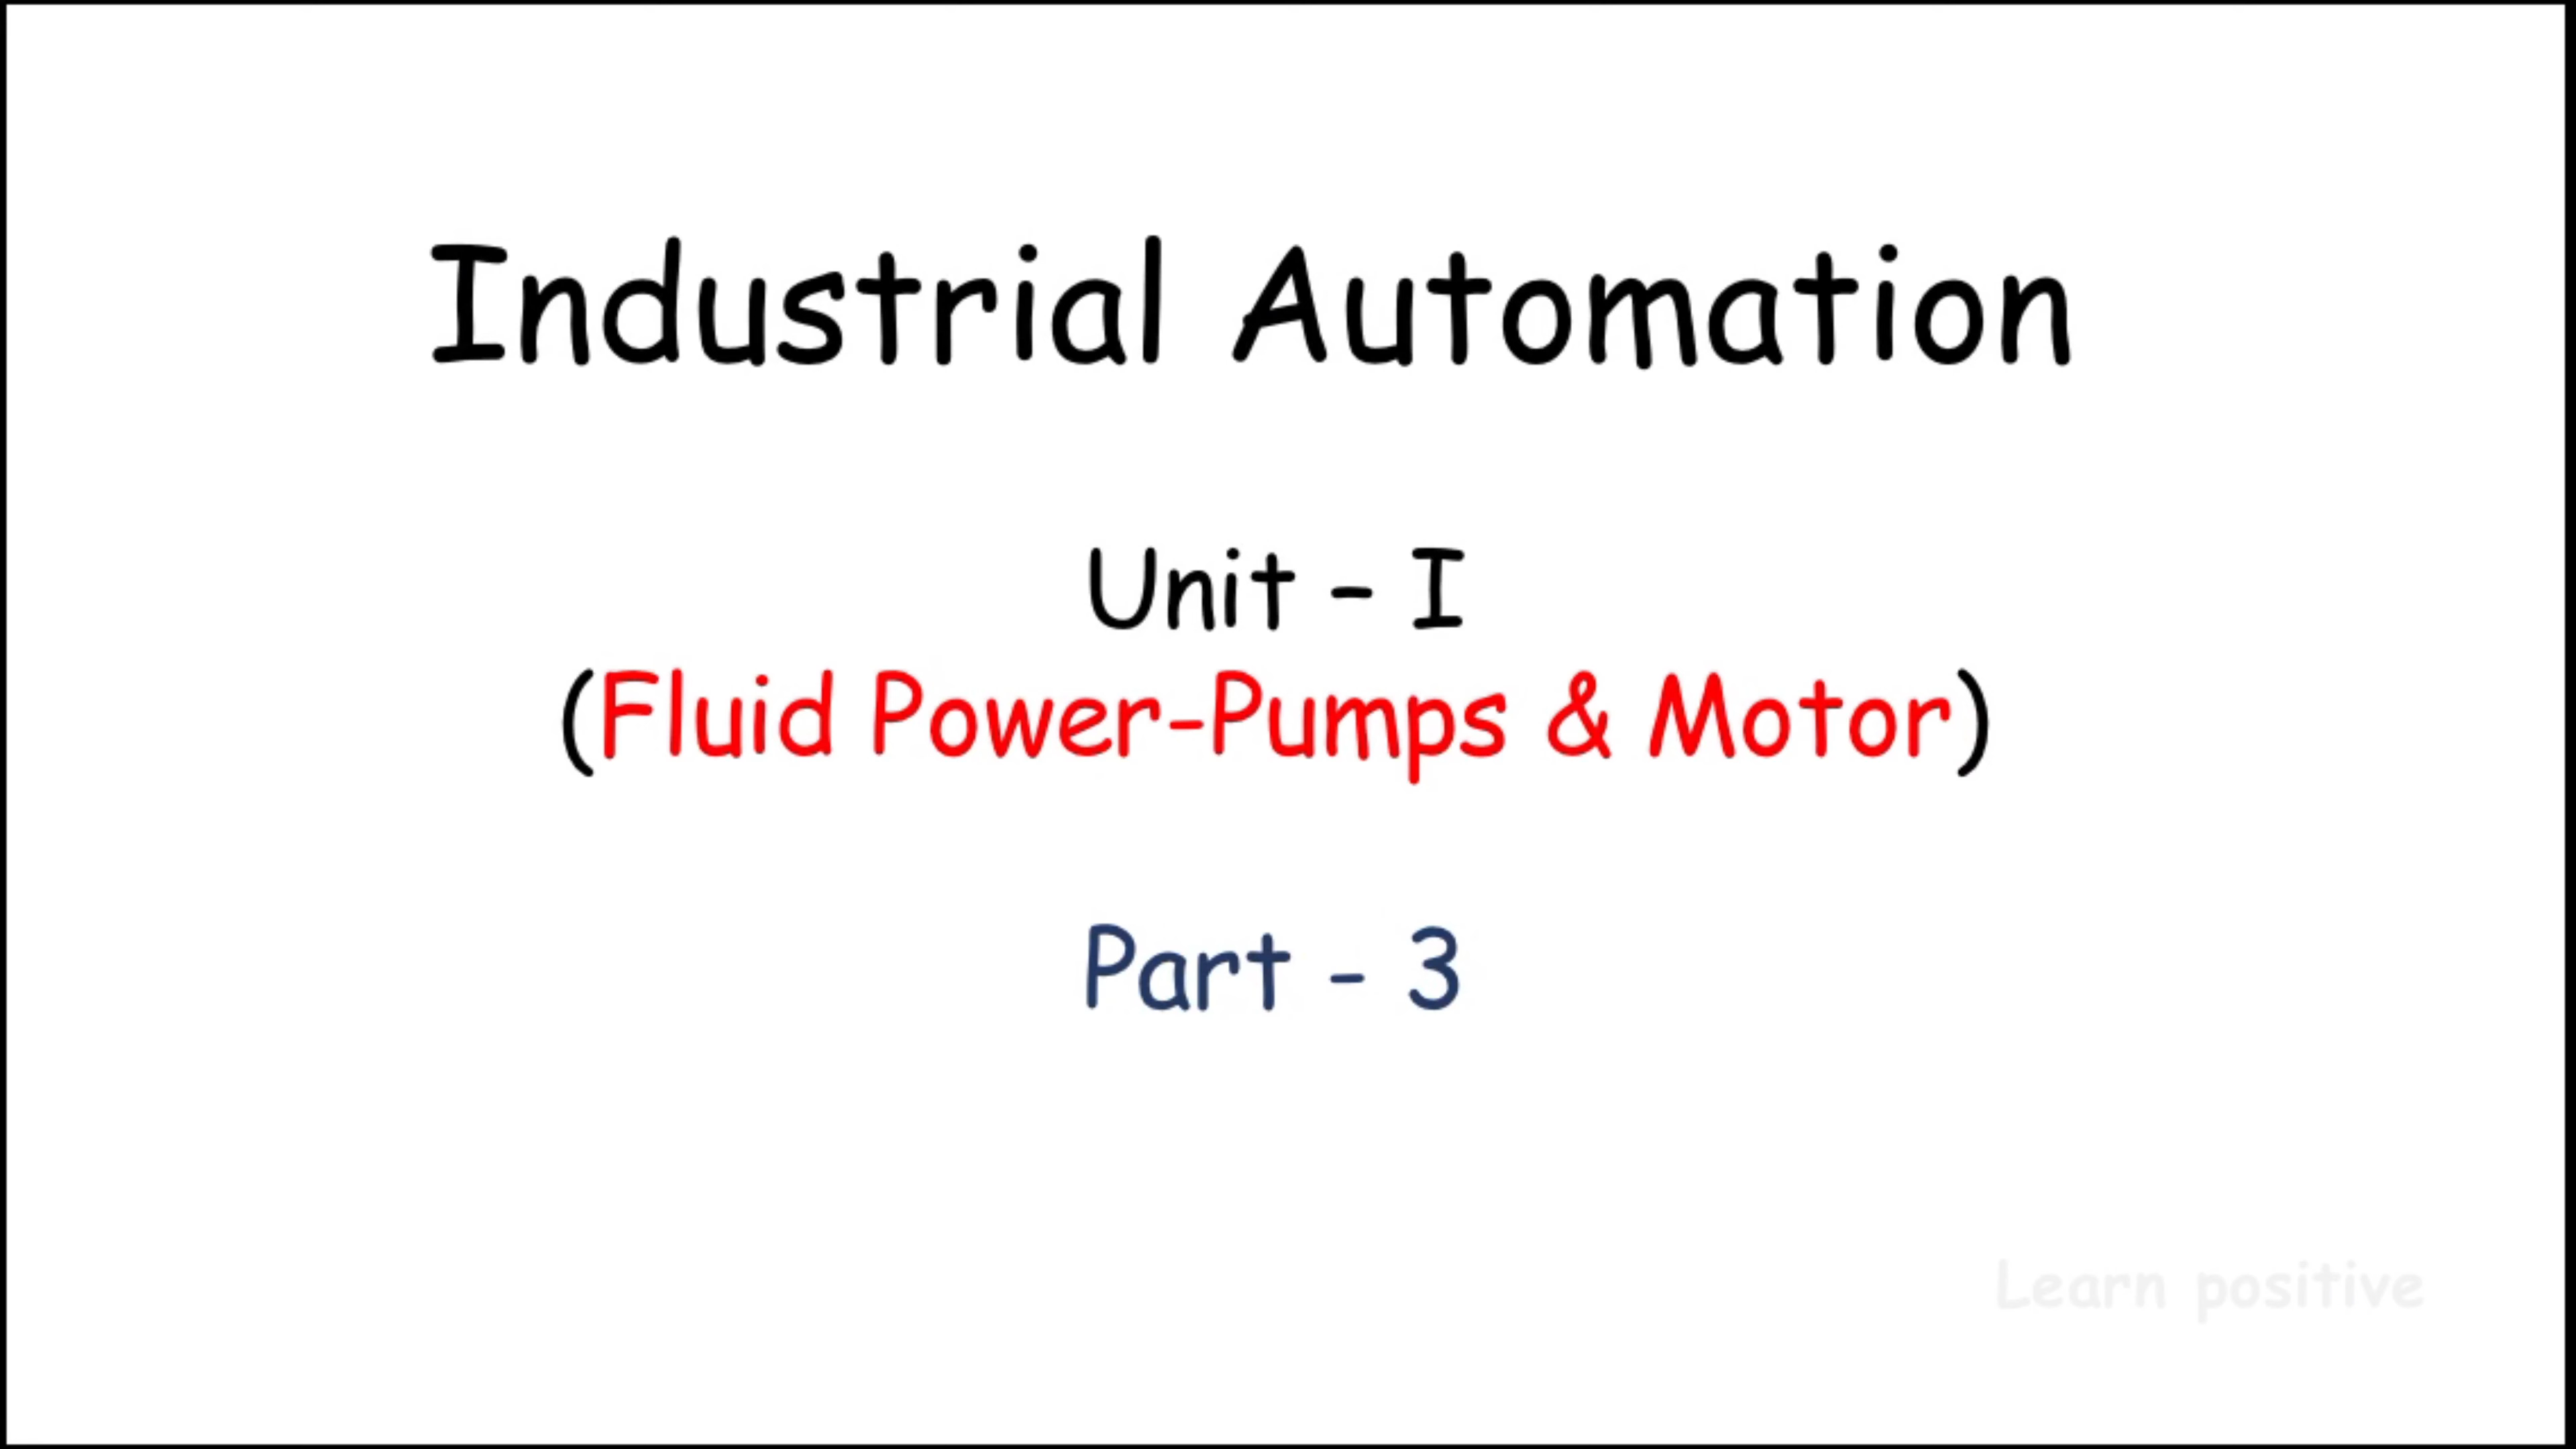 Industrial Automation
Unit – I
(Fluid Power-Pumps & Motor)
Part - 3
Learn positive